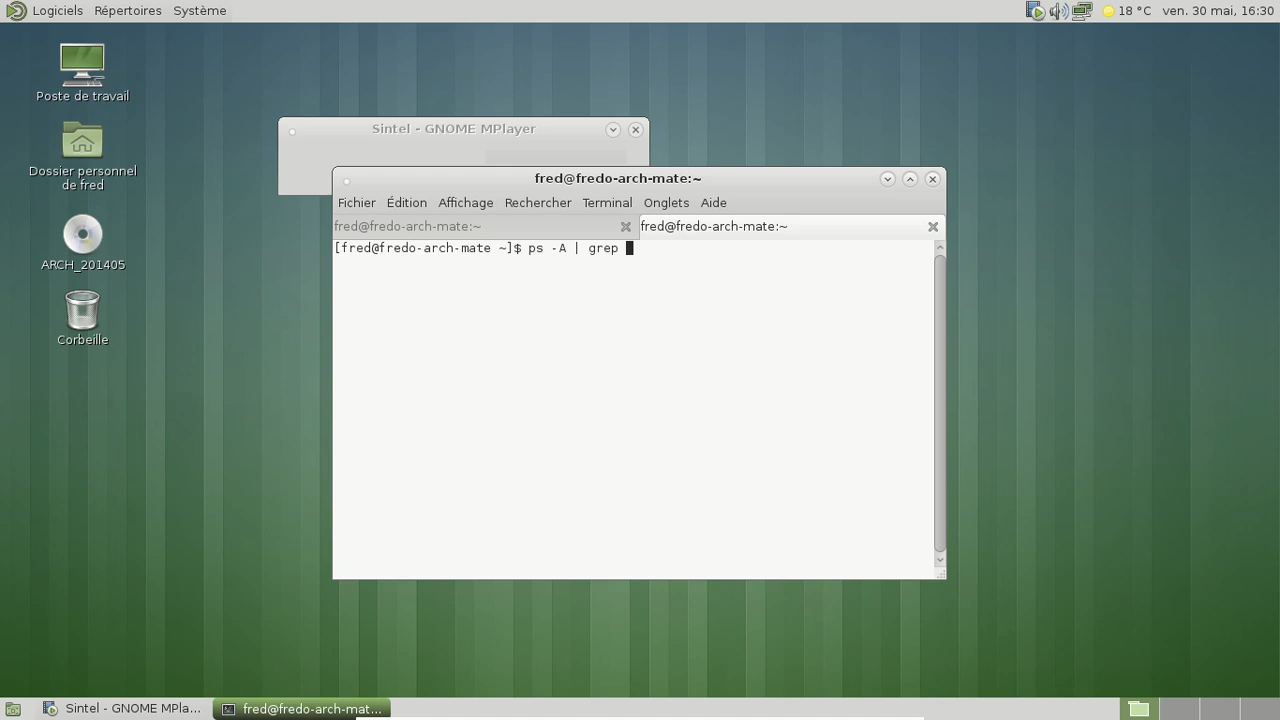 Logiciels Répertoires Système 18 °C ven. 30 mai, 16:30
Poste de travail
Dossier personnel
de fred
ARCH_201405
Corbeille
Sintel - GNOME MPlayer
fred@fredo-arch-mate:~
Fichier Édition Affichage Rechercher Terminal Onglets Aide
fred@fredo-arch-mate:~ fred@fredo-arch-mate:~
[fred@fredo-arch-mate ~]$ ps -A | grep
Sintel - GNOME MPla... fred@fredo-arch-mat...